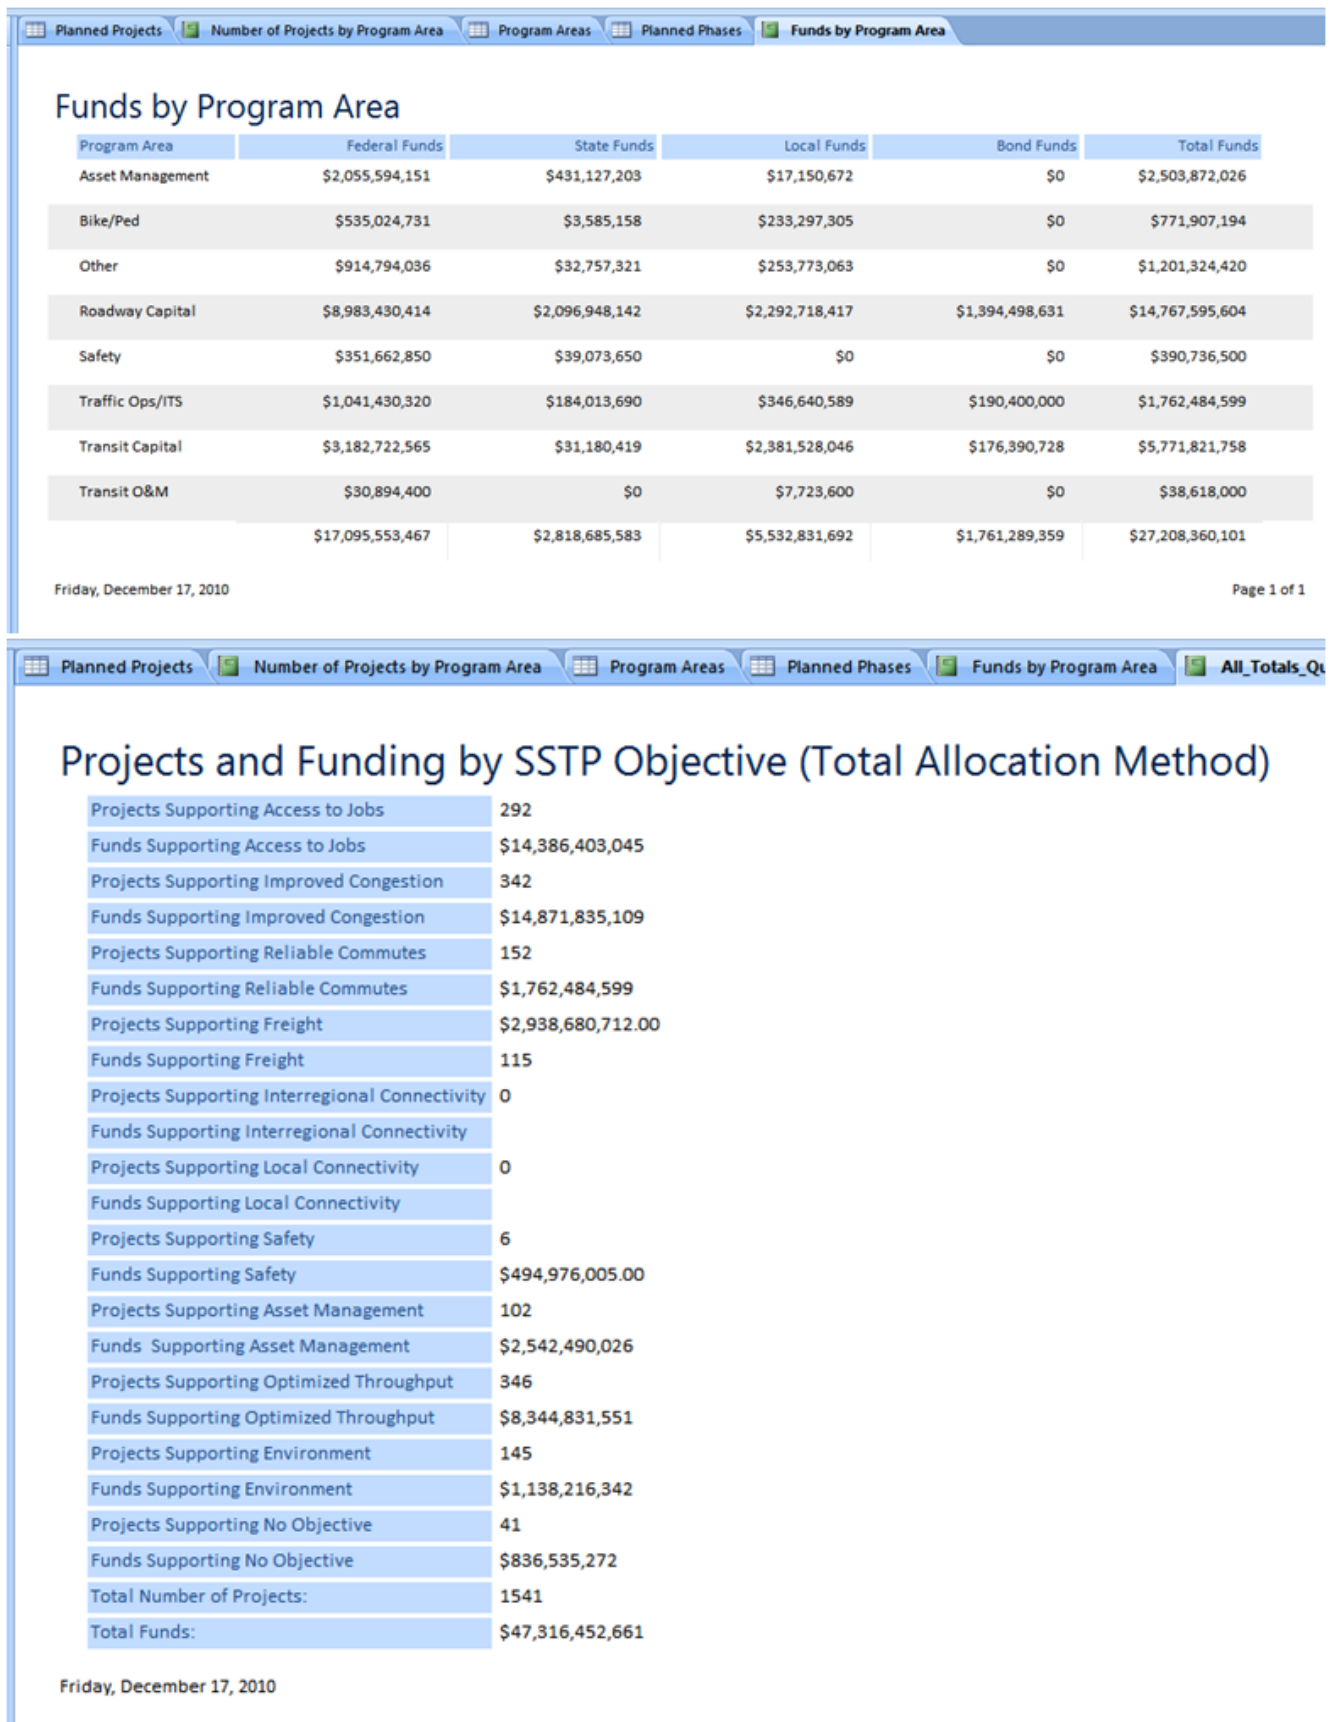 Planned Projects Number of Projects by Program Area Program Areas Planned Phases Funds by Program Area
Funds by Program Area
Program Area Federal Funds State Funds Local Funds Bond Funds Total Funds
Asset Management $2,055,594,151 $431,127,203 $17,150,672 $0 $2,503,872,026
Bike/Ped $535,024,731 $3,585,158 $233,297,305 $0 $771,907,194
Other $914,794,036 $32,757,321 $253,773,063 $0 $1,201,324,420
Roadway Capital $8,983,430,414 $2,096,948,142 $2,292,718,417 $1,394,498,631 $14,767,595,604
Safety $351,662,850 $39,073,650 $0 $0 $390,736,500
Traffic Ops/ITS $1,041,430,320 $184,013,690 $346,640,589 $190,400,000 $1,762,484,599
Transit Capital $3,182,722,565 $31,180,419 $2,381,528,046 $176,390,728 $5,771,821,758
Transit O&M $30,894,400 $0 $7,723,600 $0 $38,618,000
$17,095,553,467 $2,818,685,583 $5,532,831,692 $1,761,289,359 $27,208,360,101
Friday, December 17, 2010 Page 1 of 1
Planned Projects Number of Projects by Program Area Program Areas Planned Phases Funds by Program Area All_Totals_Qu
Projects and Funding by SSTP Objective (Total Allocation Method)
Projects Supporting Access to Jobs 292
Funds Supporting Access to Jobs $14,386,403,045
Projects Supporting Improved Congestion 342
Funds Supporting Improved Congestion $14,871,835,109
Projects Supporting Reliable Commutes 152
Funds Supporting Reliable Commutes $1,762,484,599
Projects Supporting Freight $2,938,680,712.00
Funds Supporting Freight 115
Projects Supporting Interregional Connectivity 0
Funds Supporting Interregional Connectivity
Projects Supporting Local Connectivity 0
Funds Supporting Local Connectivity
Projects Supporting Safety 6
Funds Supporting Safety $494,976,005.00
Projects Supporting Asset Management 102
Funds  Supporting Asset Management $2,542,490,026
Projects Supporting Optimized Throughput 346
Funds Supporting Optimized Throughput $8,344,831,551
Projects Supporting Environment 145
Funds Supporting Environment $1,138,216,342
Projects Supporting No Objective 41
Funds Supporting No Objective $836,535,272
Total Number of Projects: 1541
Total Funds: $47,316,452,661
Friday, December 17, 2010